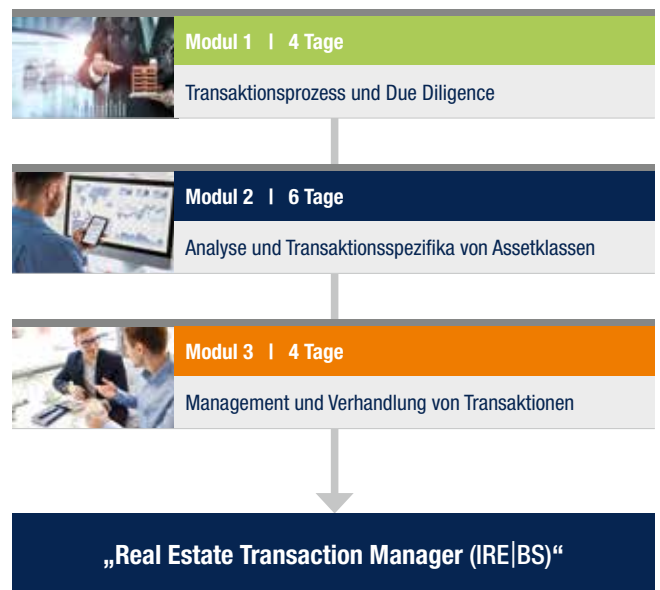 Modul 1 | 4 Tage
Transaktionsprozess und Due Diligence
Modul 2 | 6 Tage
Analyse und Transaktionsspezifika von Assetklassen
Modul 3 | 4 Tage
Management und Verhandlung von Transaktionen
„Real Estate Transaction Manager (IRE|BS)“